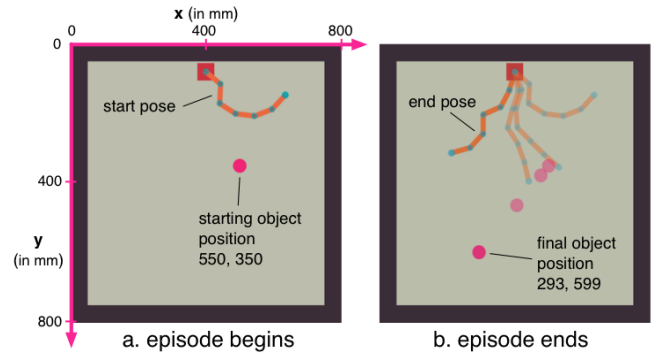 x (in mm)
0
400
800
0
start pose
end pose
400
starting object
position
550, 350
y
(in mm)
final object
position
293, 599
800
a. episode begins
b. episode ends